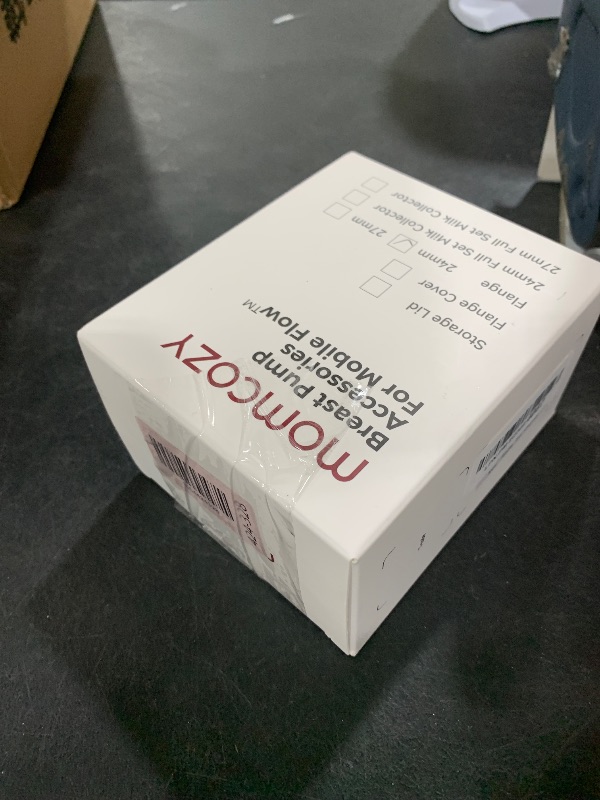 momcozy
Breast Pump
Accessories
For Mobile Flow™
Storage Lid
Flange Cover
Flange 24mm 27mm
24mm Full Set Milk Collector
27mm Full Set Milk Collector